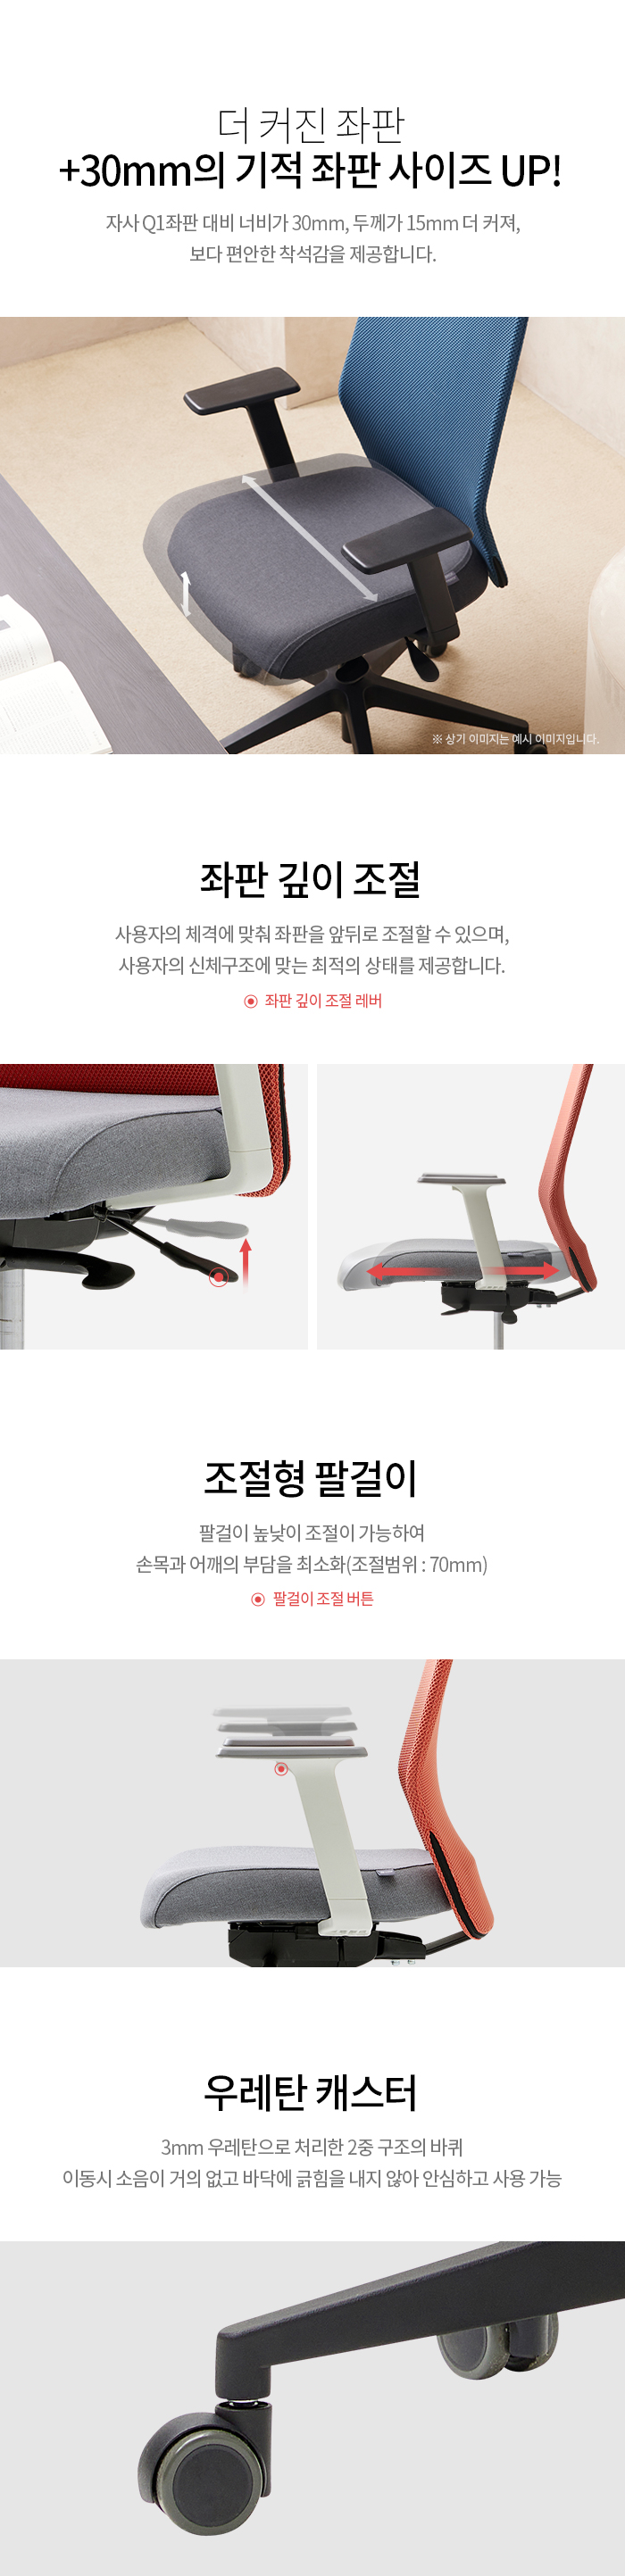 더 커진 좌판
+30mm의 기적 좌판 사이즈 UP!
자사 Q1좌판 대비 너비가 30mm, 두께가 15mm 더 커져,
보다 편안한 착석감을 제공합니다.
※ 상기 이미지는 예시 이미지입니다.
좌판 깊이 조절
사용자의 체격에 맞춰 좌판을 앞뒤로 조절할 수 있으며,
사용자의 신체구조에 맞는 최적의 상태를 제공합니다.
좌판 깊이 조절 레버
조절형 팔걸이
팔걸이 높낮이 조절이 가능하여
손목과 어깨의 부담을 최소화(조절범위 : 70mm)
팔걸이 조절 버튼
우레탄 캐스터
3mm 우레탄으로 처리한 2중 구조의 바퀴
이동시 소음이 거의 없고 바닥에 긁힘을 내지 않아 안심하고 사용 가능